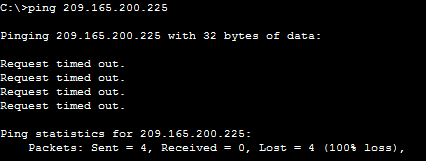 C:\>ping 209.165.200.225
Pinging 209.165.200.225 with 32 bytes of data:
Request timed out.
Request timed out.
Request timed out.
Request timed out.
Ping statistics for 209.165.200.225:
    Packets: Sent = 4, Received = 0, Lost = 4 (100% loss),